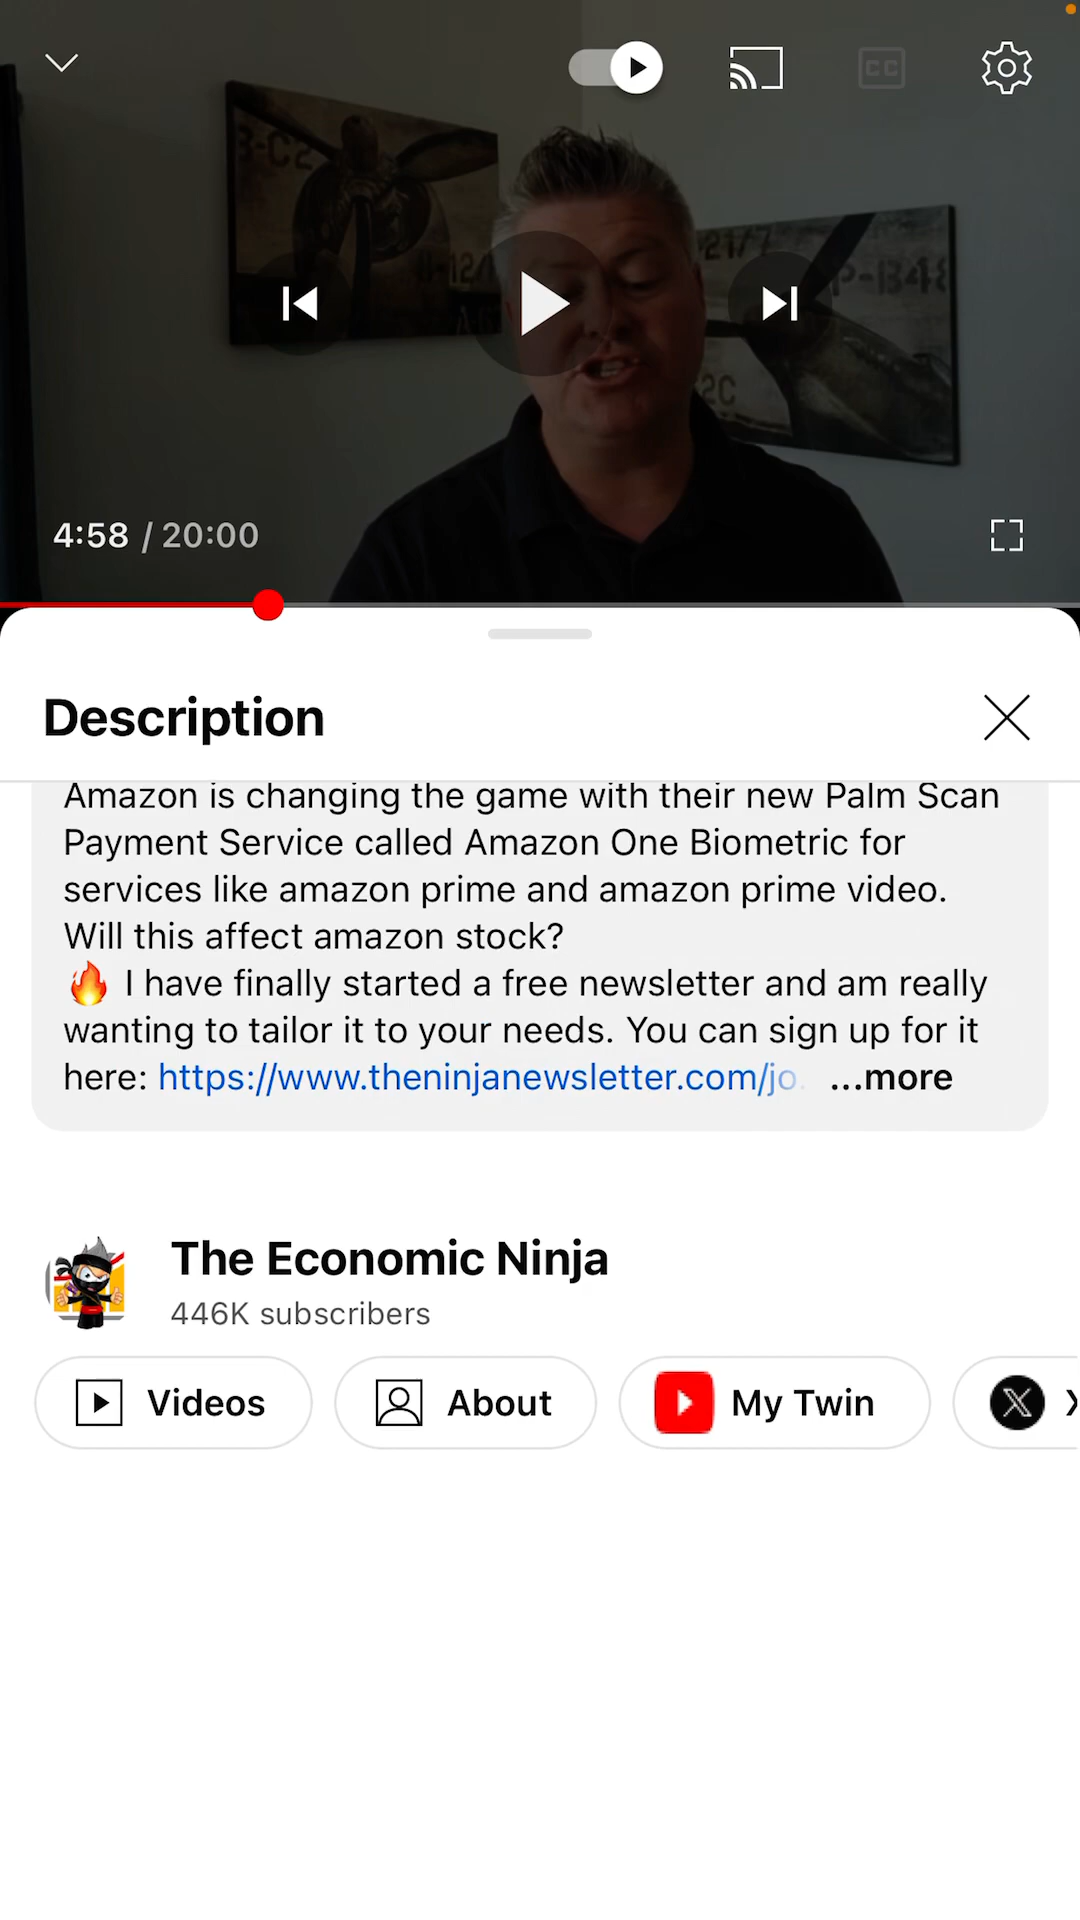 CC
B-C2
4:58 / 20:00
Description
Amazon is changing the game with their new Palm Scan
Payment Service called Amazon One Biometric for
services like amazon prime and amazon prime video.
Will this affect amazon stock?
🔥 I have finally started a free newsletter and am really
wanting to tailor it to your needs. You can sign up for it
here: https://www.theninjanewsletter.com/jo. ...more
The Economic Ninja
446K subscribers
Videos About My Twin X